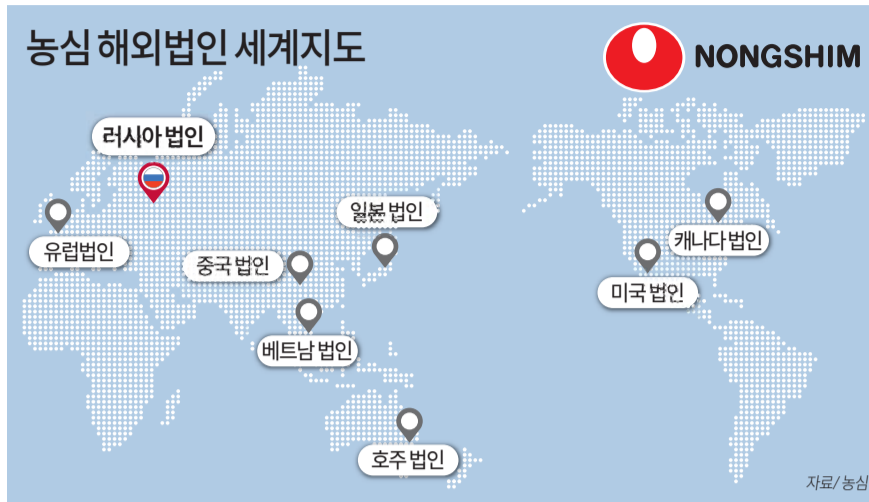 농심 해외법인 세계지도
NONGSHIM
러시아 법인
유럽법인
일본 법인
중국 법인
베트남 법인
호주 법인
캐나다 법인
미국 법인
자료/농심